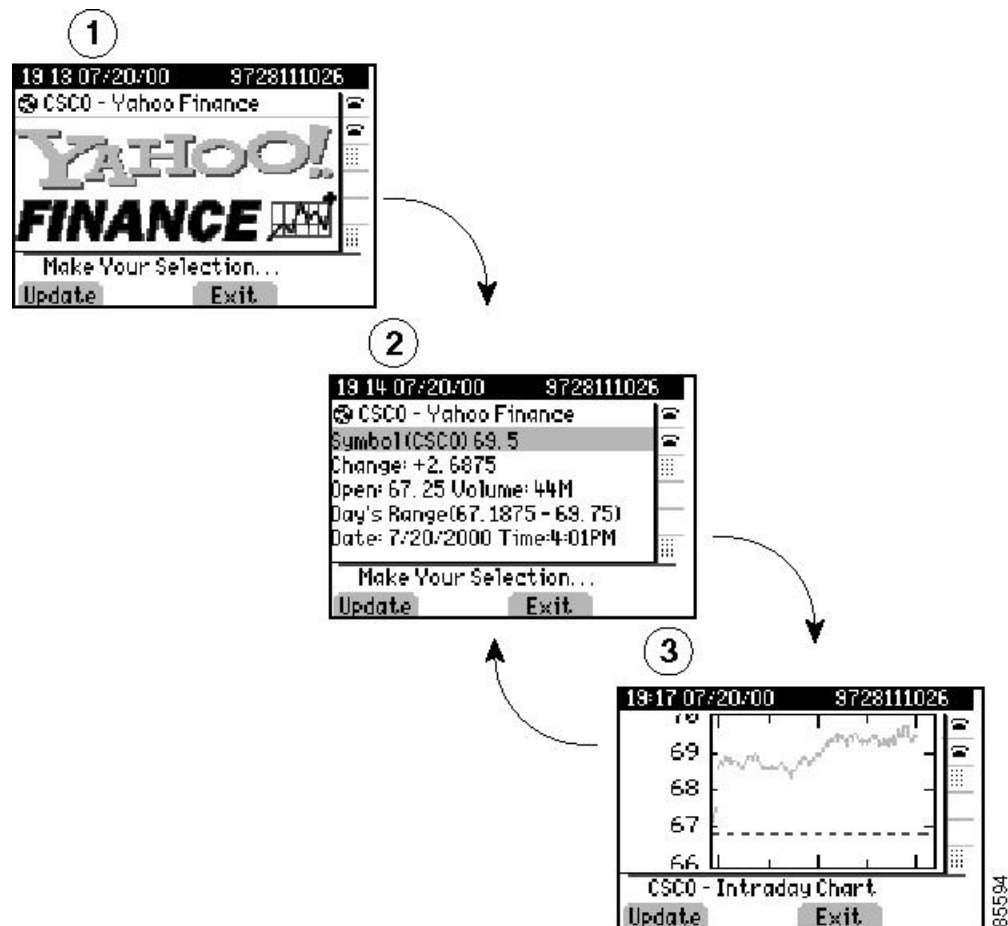 1
19 13 07/20/00 9728111026
CSCO - Yahoo Finance
YAHOO!
FINANCE
Make Your Selection...
Update Exit
2
19 14 07/20/00 9728111026
CSCO - Yahoo Finance
Symbol(CSCO) 69.5
Change: +2.6875
Open: 67.25 Volume: 44M
Day's Range(67.1875 - 69.75)
Date: 7/20/2000 Time:4:01PM
Make Your Selection...
Update Exit
3
19:17 07/20/00 9728111026
70
69
68
67
66
CSCO - Intraday Chart
Update Exit
85594